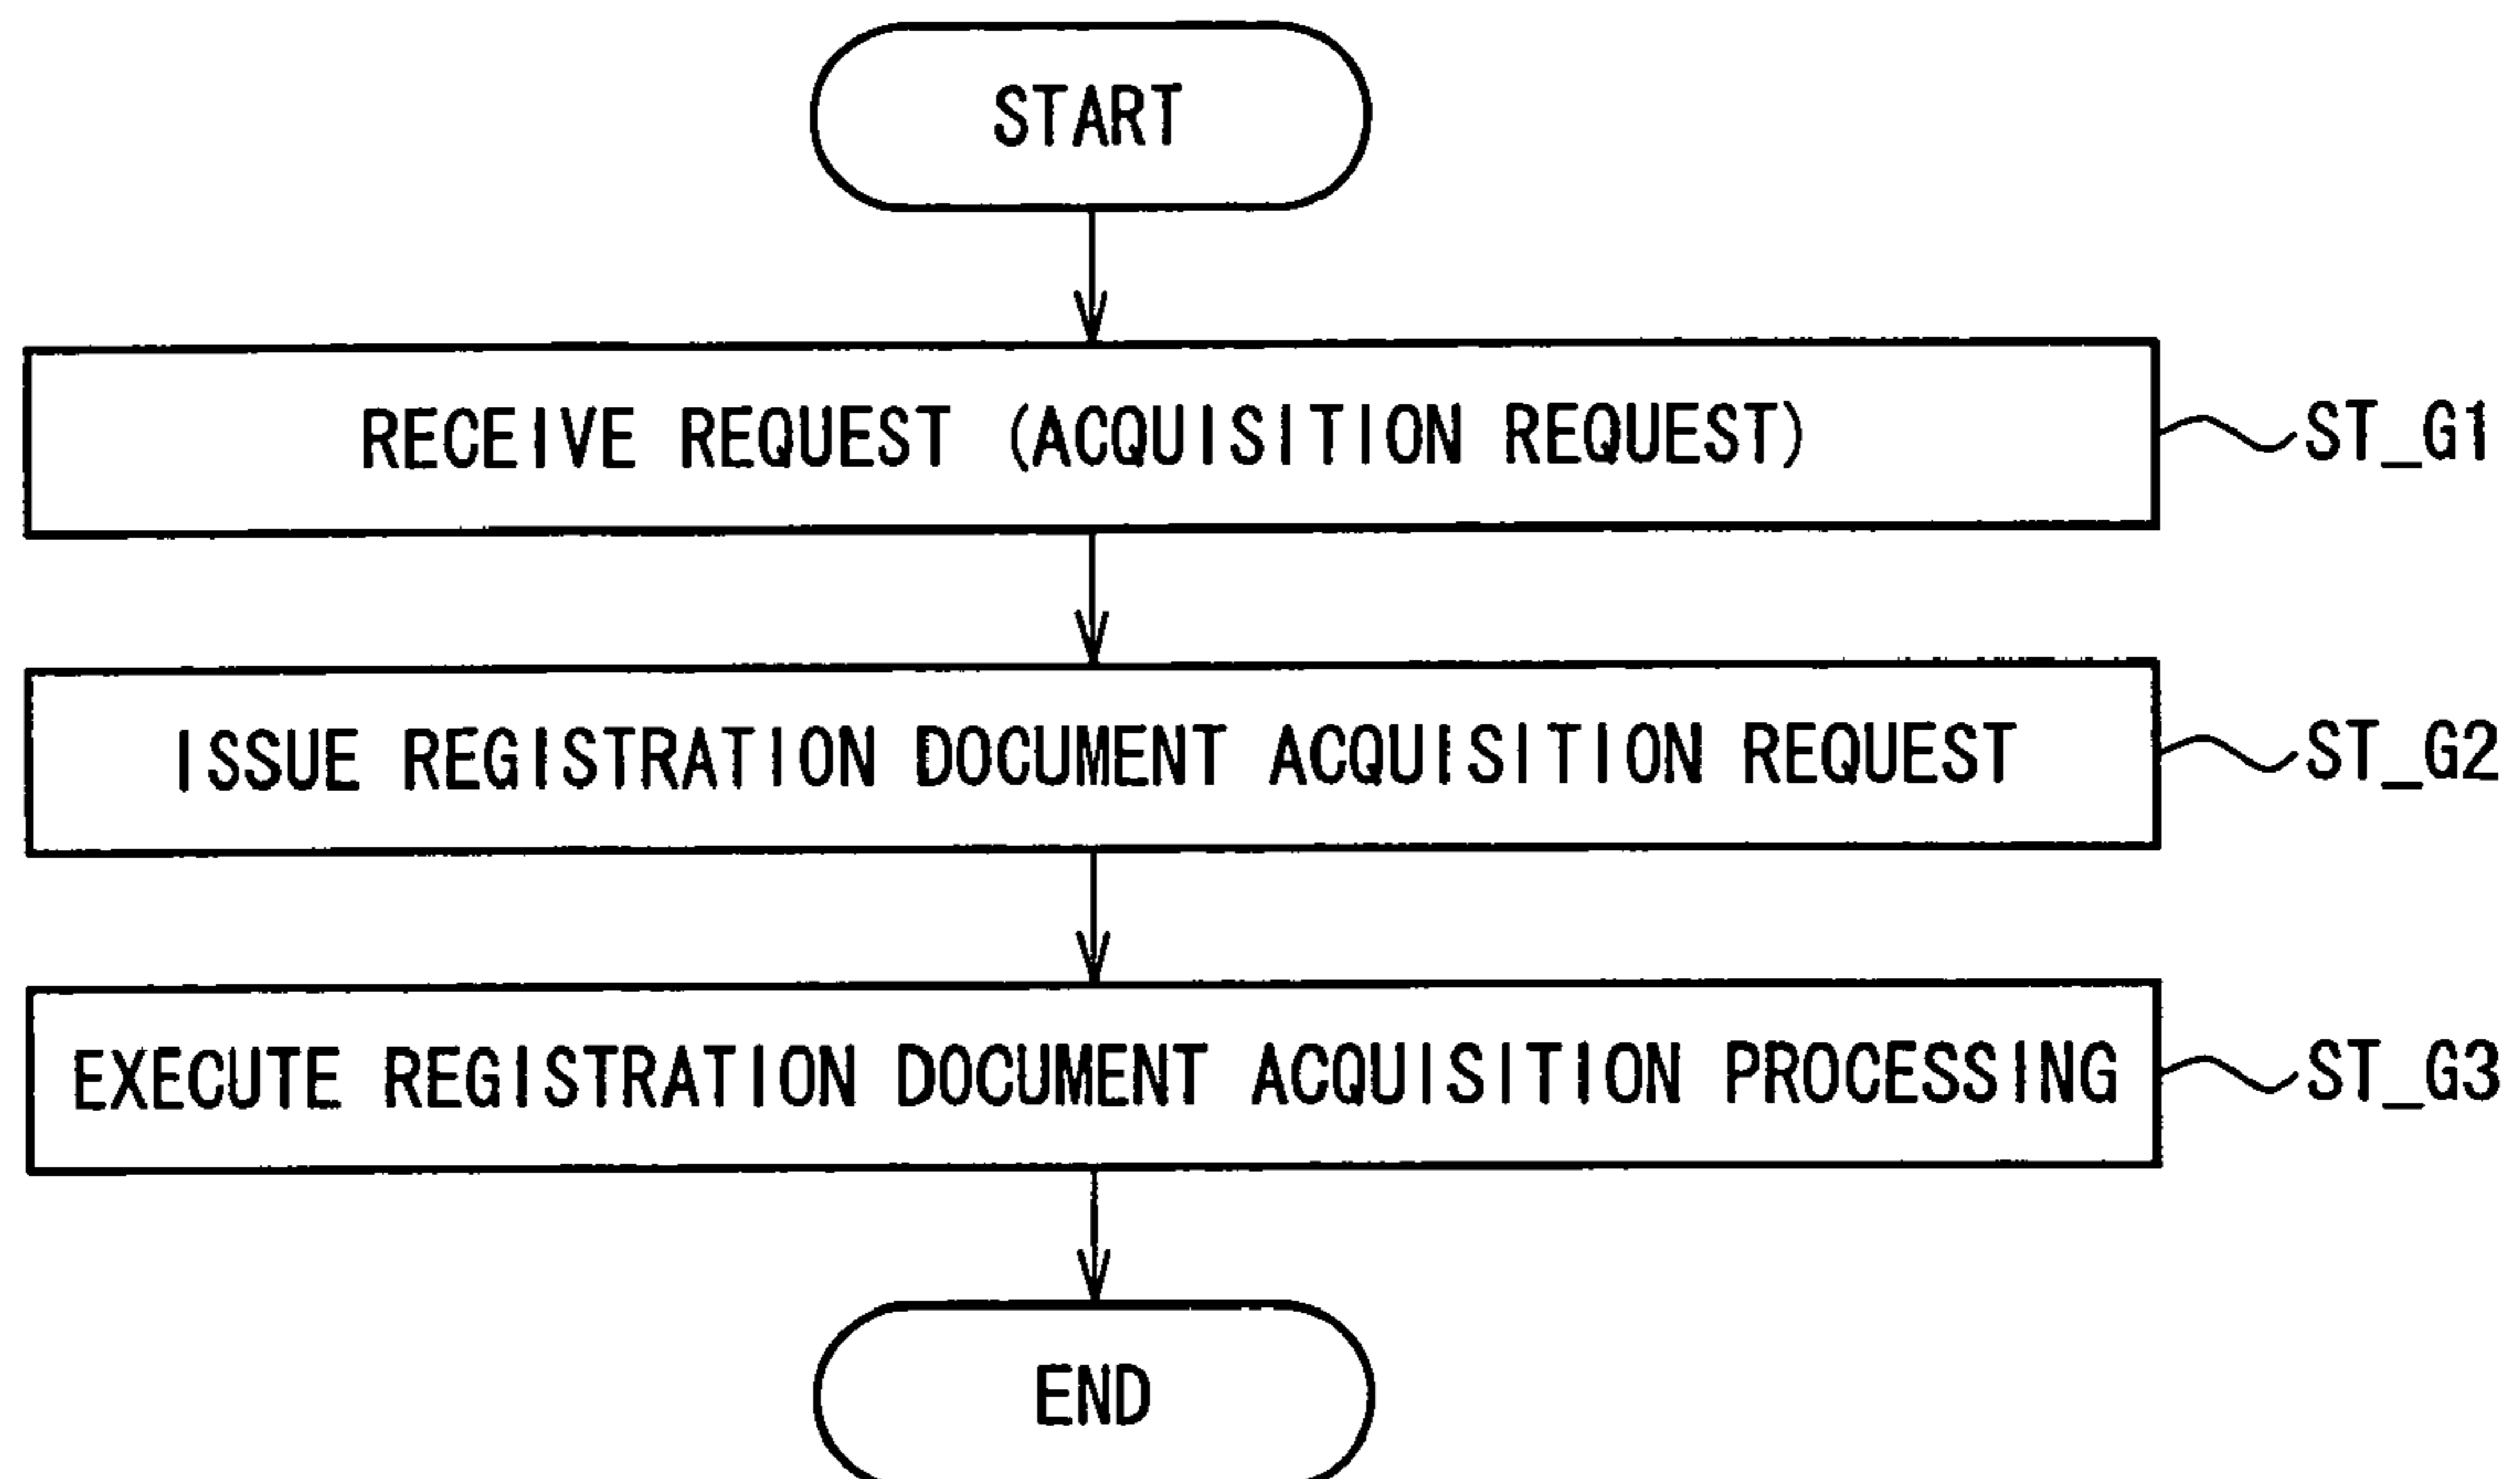 START
RECEIVE REQUEST (ACQUISITION REQUEST)
ST_G1
ISSUE REGISTRATION DOCUMENT ACQUISITION REQUEST
ST_G2
EXECUTE REGISTRATION DOCUMENT ACQUISITION PROCESSING
ST_G3
END